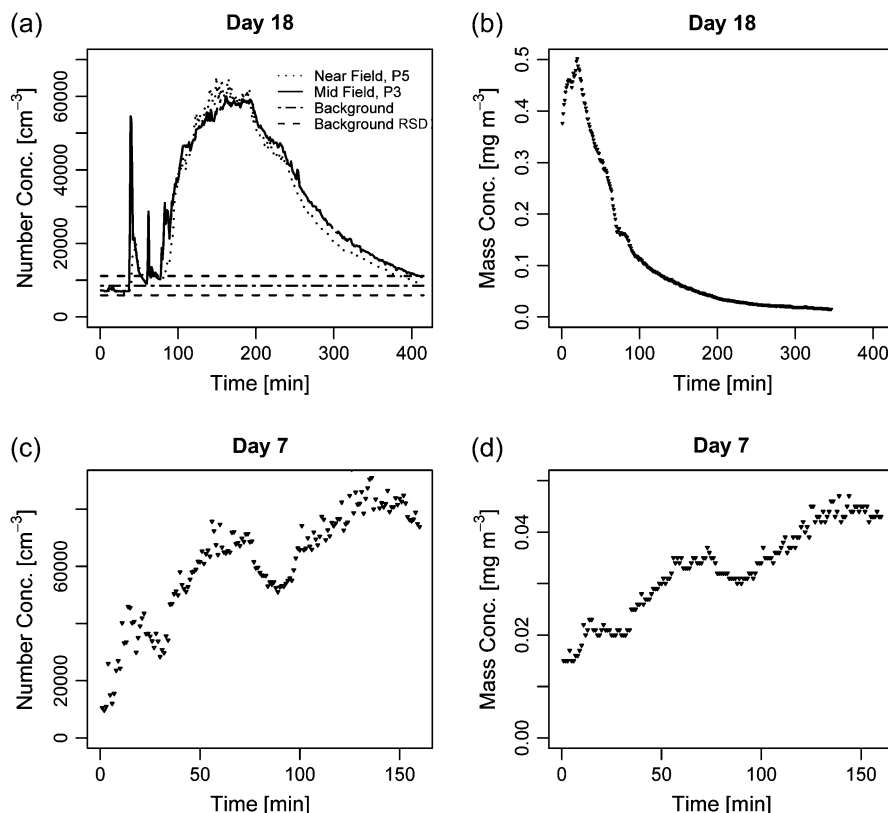 (a)
Day 18
Near Field, P5
Mid Field, P3
Background
Background RSD
Number Conc. [cm⁻³]
0
20000
40000
60000
0
100
200
300
400
Time [min]
(b)
Day 18
Mass Conc. [mg m⁻³]
0.0
0.1
0.2
0.3
0.4
0.5
0
100
200
300
400
Time [min]
(c)
Day 7
Number Conc. [cm⁻³]
0
20000
60000
0
50
100
150
Time [min]
(d)
Day 7
Mass Conc. [mg m⁻³]
0.00
0.02
0.04
0
50
100
150
Time [min]